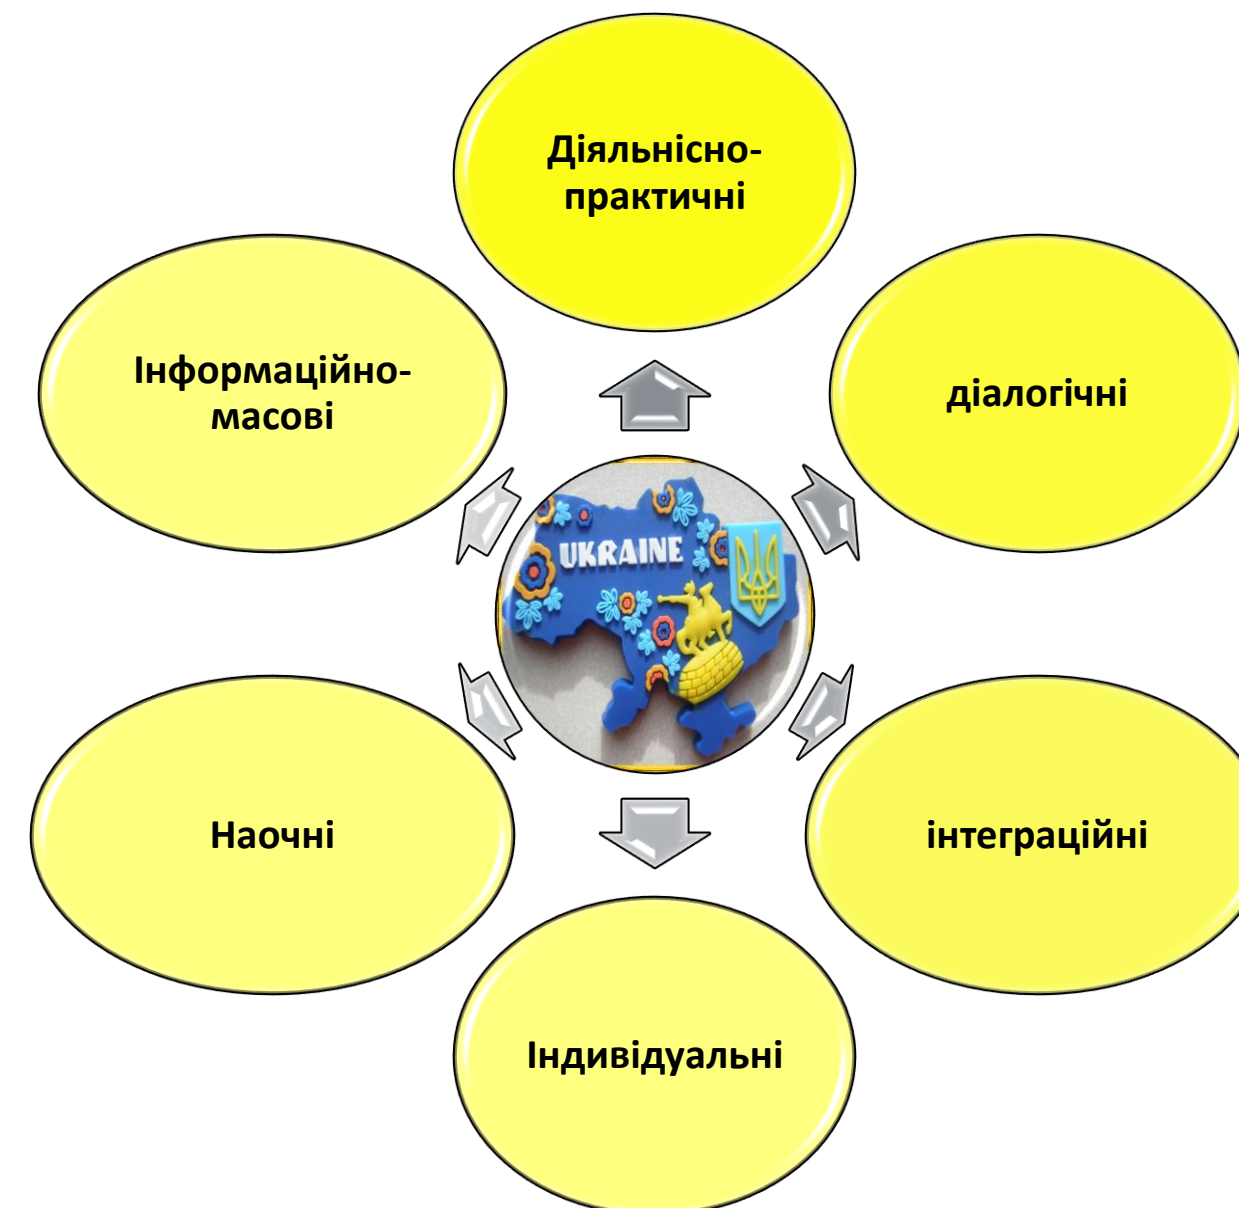 Діяльнісно-
практичні
Інформаційно-
масові
діалогічні
UKRAINE
Наочні
інтеграційні
Індивідуальні